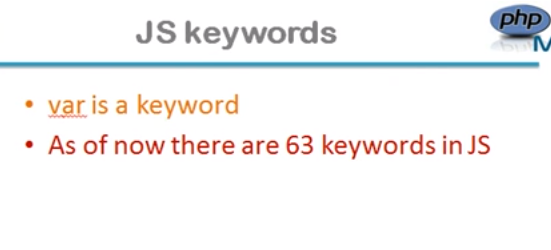 JS keywords
php
M
• var is a keyword
• As of now there are 63 keywords in JS